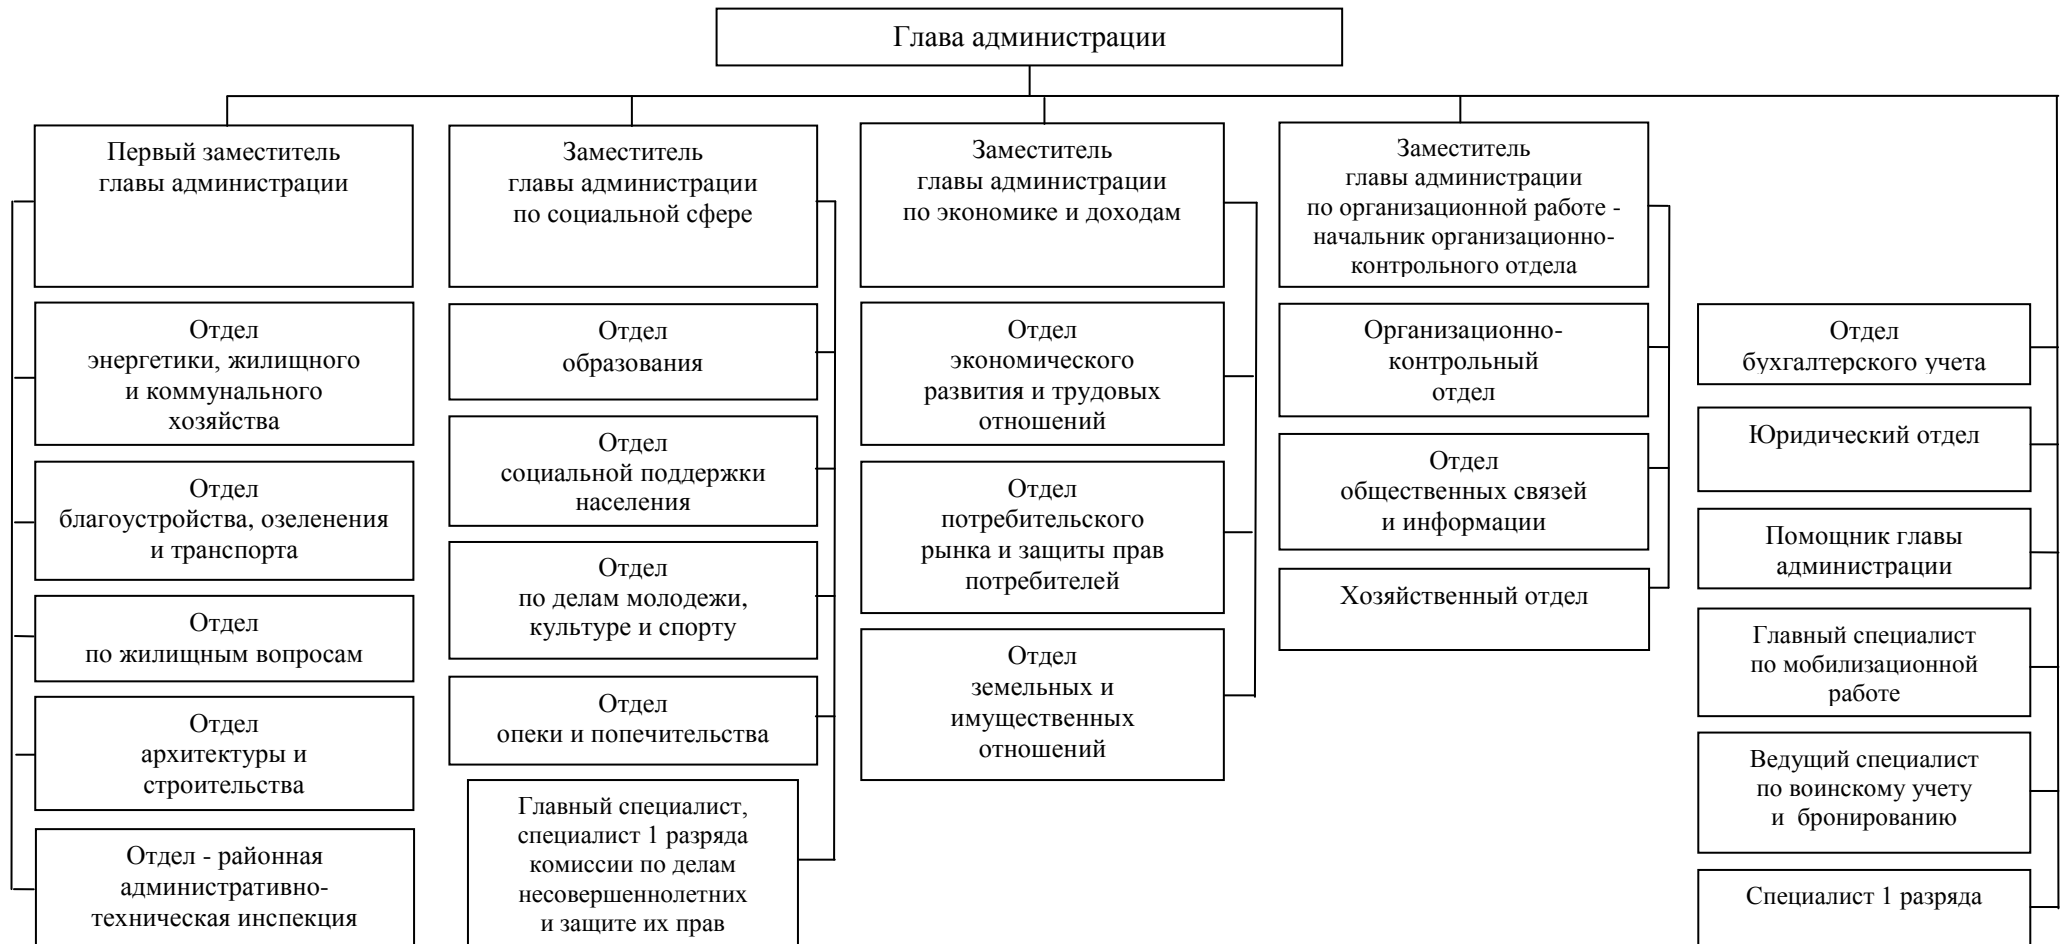 Глава администрации
Первый заместитель
главы администрации
Отдел
энергетики, жилищного
и коммунального
хозяйства
Отдел
благоустройства, озеленения
и транспорта
Отдел
по жилищным вопросам
Отдел
архитектуры и
строительства
Отдел - районная
административно-
техническая инспекция
Заместитель
главы администрации
по социальной сфере
Отдел
образования
Отдел
социальной поддержки
населения
Отдел
по делам молодежи,
культуре и спорту
Отдел
опеки и попечительства
Главный специалист,
специалист 1 разряда
комиссии по делам
несовершеннолетних
и защите их прав
Заместитель
главы администрации
по экономике и доходам
Отдел
экономического
развития и трудовых
отношений
Отдел
потребительского
рынка и защиты прав
потребителей
Отдел
земельных и
имущественных
отношений
Заместитель
главы администрации
по организационной работе -
начальник организационно-
контрольного отдела
Организационно-
контрольный
отдел
Отдел
общественных связей
и информации
Хозяйственный отдел
Отдел
бухгалтерского учета
Юридический отдел
Помощник главы
администрации
Главный специалист
по мобилизационной
работе
Ведущий специалист
по воинскому учету
и бронированию
Специалист 1 разряда